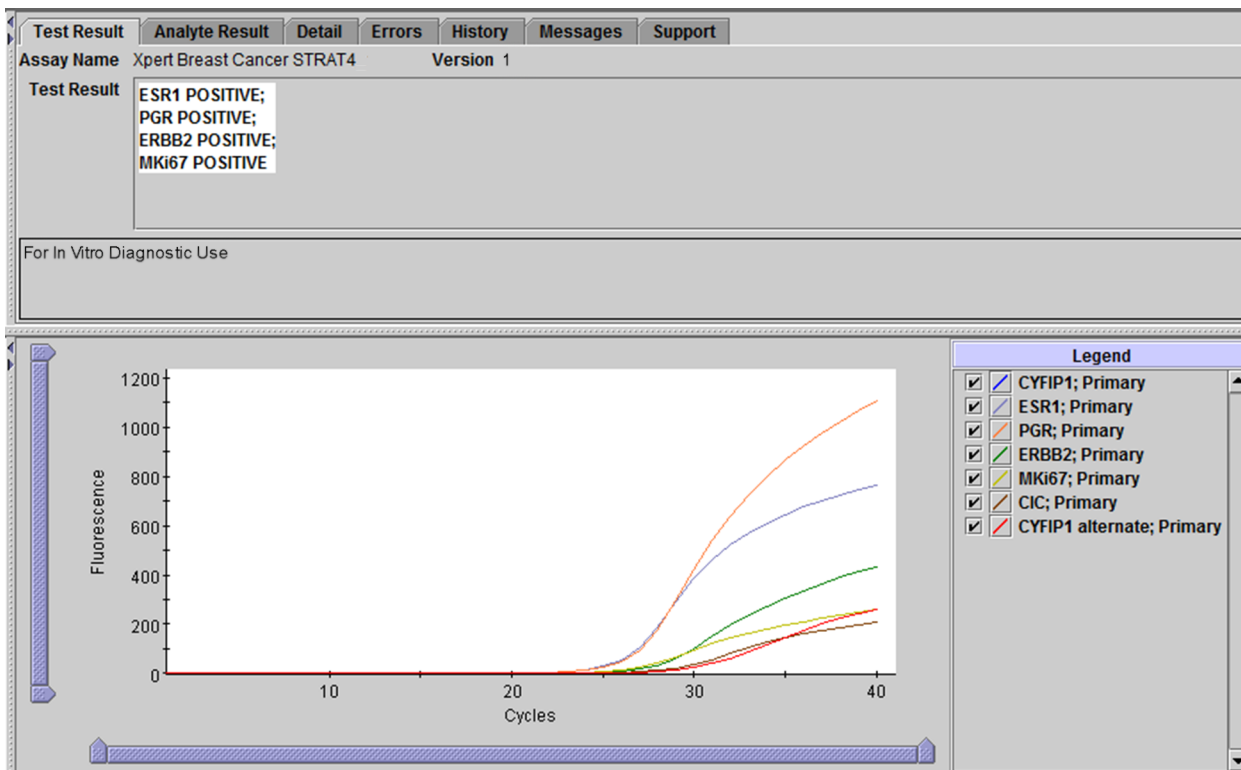 Test Result Analyte Result Detail Errors History Messages Support
Assay Name Xpert Breast Cancer STRAT4 Version 1
Test Result
ESR1 POSITIVE;
PGR POSITIVE;
ERBB2 POSITIVE;
MKi67 POSITIVE
For In Vitro Diagnostic Use
1200
1000
800
600
400
200
0
Fluorescence
10 20 30 40
Cycles
Legend
CYFIP1; Primary
ESR1; Primary
PGR; Primary
ERBB2; Primary
MKi67; Primary
CIC; Primary
CYFIP1 alternate; Primary